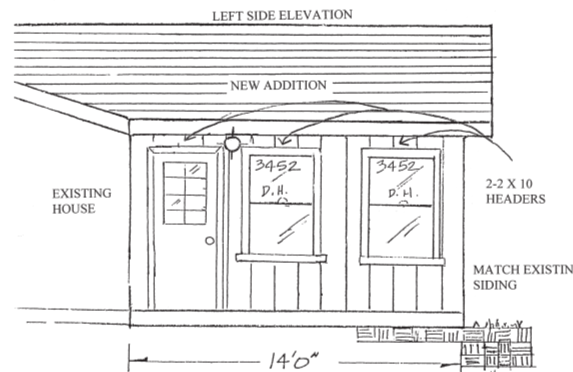 LEFT SIDE ELEVATION
NEW ADDITION
3452
D.H.
3452
D.H.
EXISTING
HOUSE
2-2 X 10
HEADERS
MATCH EXISTIN
SIDING
14'0"